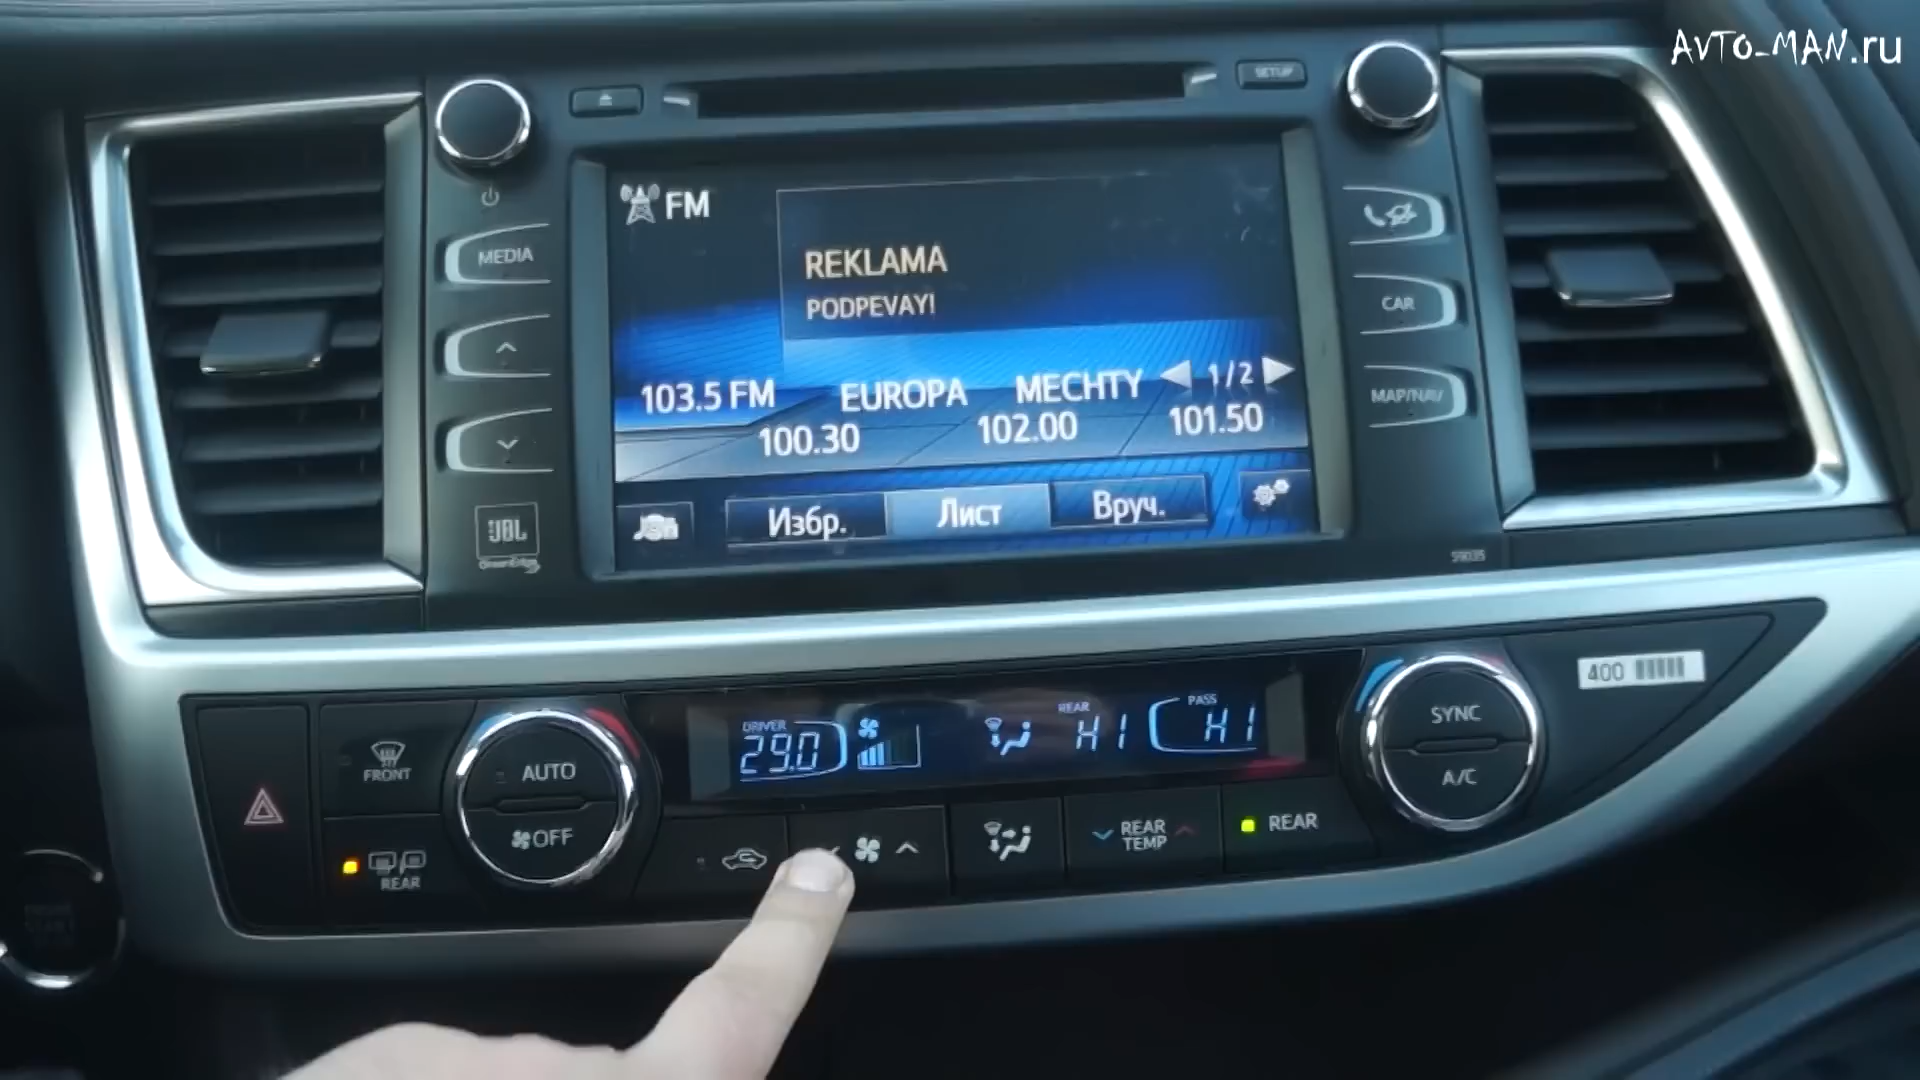 AVTO-MAN.ru
SETUP
FM
MEDIA
REKLAMA
PODPEVAY!
CAR
MAP/NAV
103.5 FM EUROPA MECHTY 1/2
100.30 102.00 101.50
Избр. Лист Вруч.
JBL
GreenEdge
59035
400
DRIVER
29.0
REAR
HI
PASS
HI
SYNC
A/C
FRONT
AUTO
OFF
REAR
REAR
TEMP
REAR